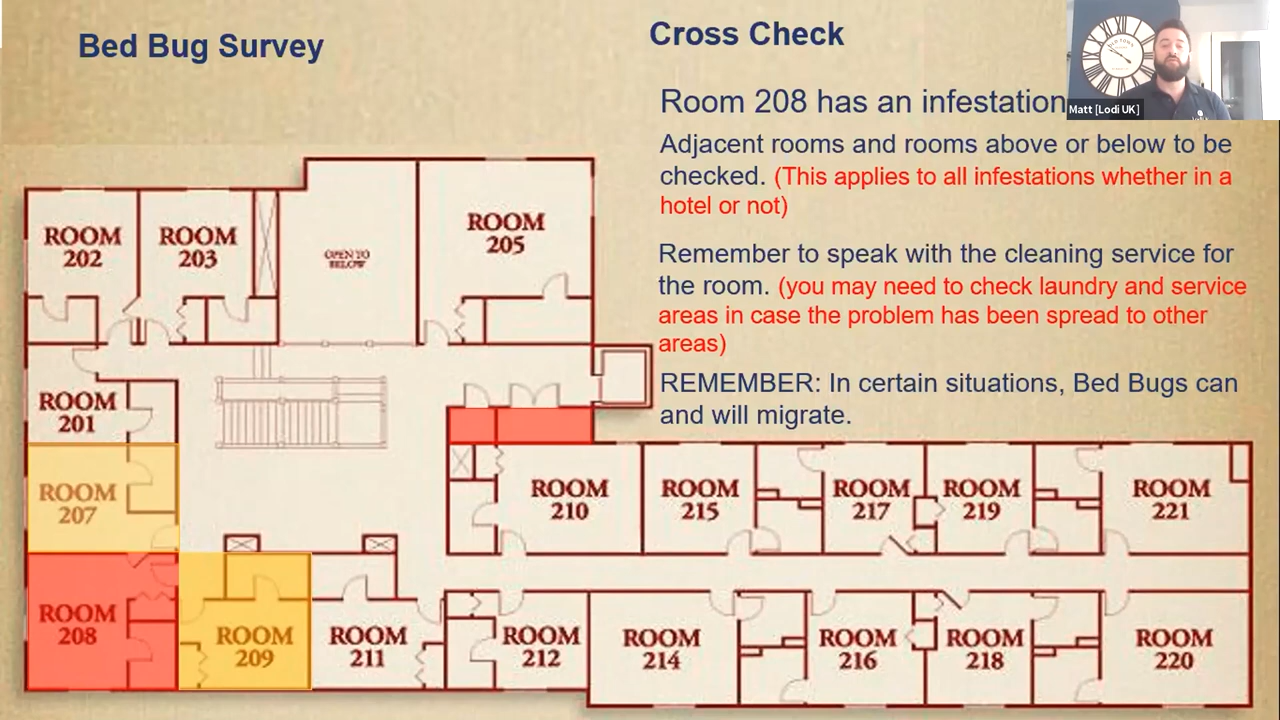 Bed Bug Survey
Cross Check
Room 208 has an infestation
Matt [Lodi UK]
Adjacent rooms and rooms above or below to be
checked. (This applies to all infestations whether in a
hotel or not)
Remember to speak with the cleaning service for
the room. (you may need to check laundry and service
areas in case the problem has been spread to other
areas)
REMEMBER: In certain situations, Bed Bugs can
and will migrate.
ROOM
202
ROOM
203
OPEN TO
BELOW
ROOM
205
ROOM
201
ROOM
207
ROOM
208
ROOM
209
ROOM
211
ROOM
210
ROOM
215
ROOM
217
ROOM
219
ROOM
221
ROOM
212
ROOM
214
ROOM
216
ROOM
218
ROOM
220